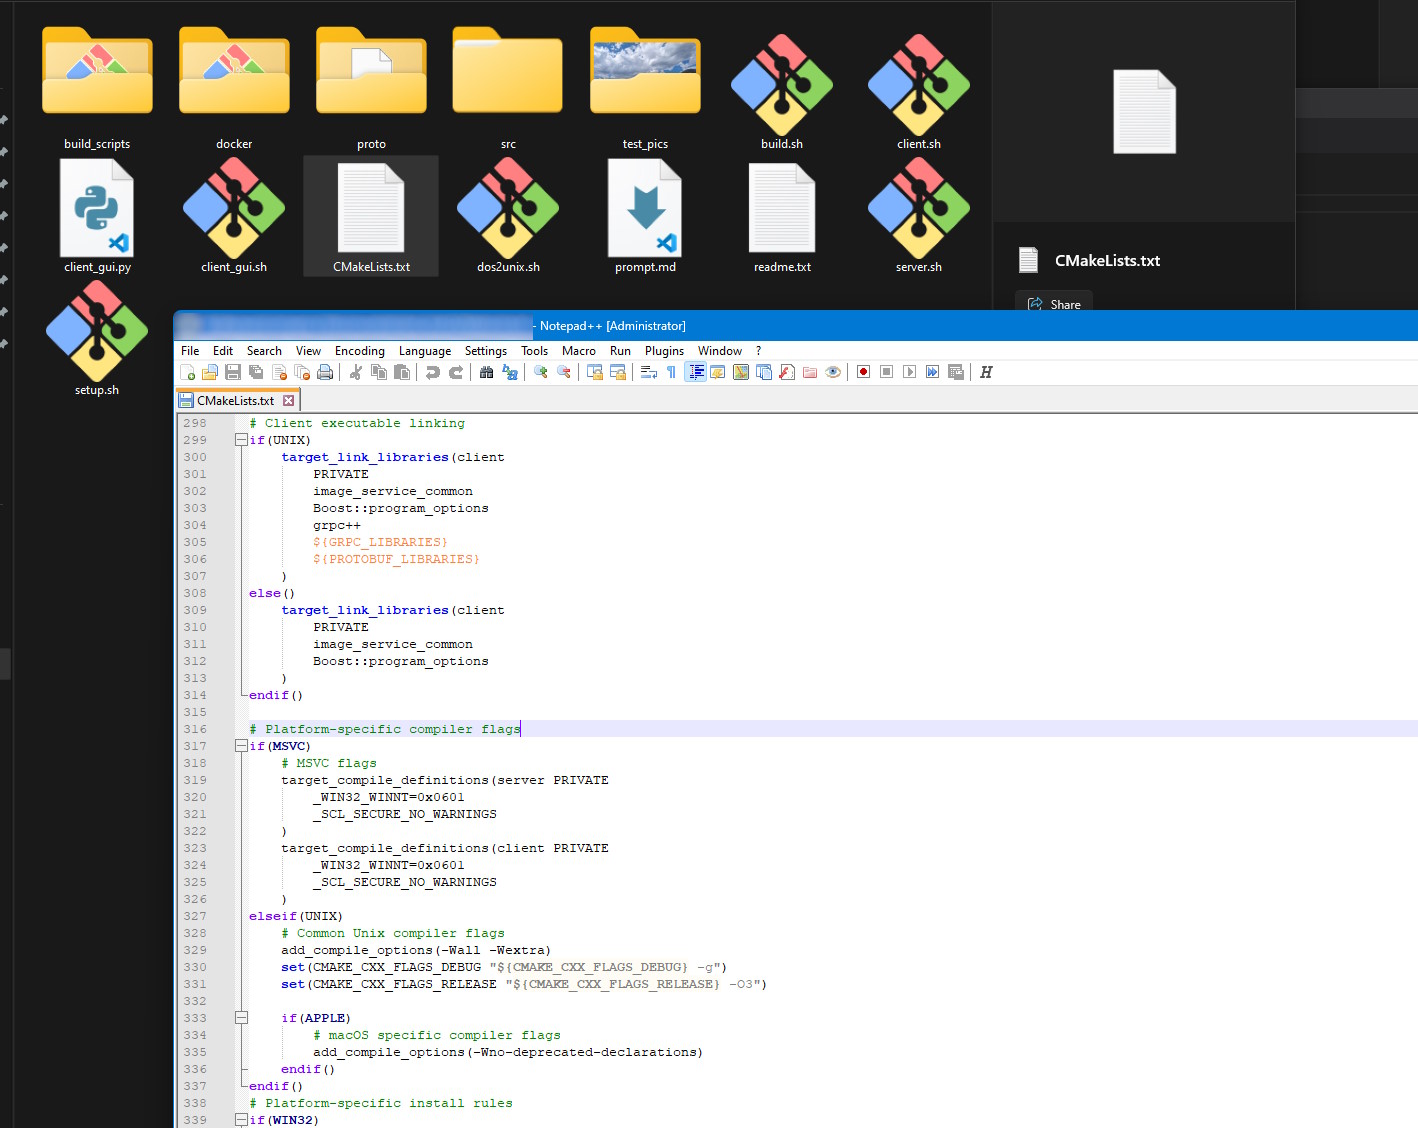 build_scripts
docker
proto
src
test_pics
build.sh
client.sh
client_gui.py
client_gui.sh
CMakeLists.txt
dos2unix.sh
prompt.md
readme.txt
server.sh
setup.sh
CMakeLists.txt
Share
- Notepad++ [Administrator]
File Edit Search View Encoding Language Settings Tools Macro Run Plugins Window ?
CMakeLists.txt
298 # Client executable linking
299 if(UNIX)
300 target_link_libraries(client
301 PRIVATE
302 image_service_common
303 Boost::program_options
304 grpc++
305 ${GRPC_LIBRARIES}
306 ${PROTOBUF_LIBRARIES}
307 )
308 else()
309 target_link_libraries(client
310 PRIVATE
311 image_service_common
312 Boost::program_options
313 )
314 endif()
315
316 # Platform-specific compiler flags
317 if(MSVC)
318 # MSVC flags
319 target_compile_definitions(server PRIVATE
320 _WIN32_WINNT=0x0601
321 _SCL_SECURE_NO_WARNINGS
322 )
323 target_compile_definitions(client PRIVATE
324 _WIN32_WINNT=0x0601
325 _SCL_SECURE_NO_WARNINGS
326 )
327 elseif(UNIX)
328 # Common Unix compiler flags
329 add_compile_options(-Wall -Wextra)
330 set(CMAKE_CXX_FLAGS_DEBUG "${CMAKE_CXX_FLAGS_DEBUG} -g")
331 set(CMAKE_CXX_FLAGS_RELEASE "${CMAKE_CXX_FLAGS_RELEASE} -O3")
332
333 if(APPLE)
334 # macOS specific compiler flags
335 add_compile_options(-Wno-deprecated-declarations)
336 endif()
337 endif()
338 # Platform-specific install rules
339 if(WIN32)